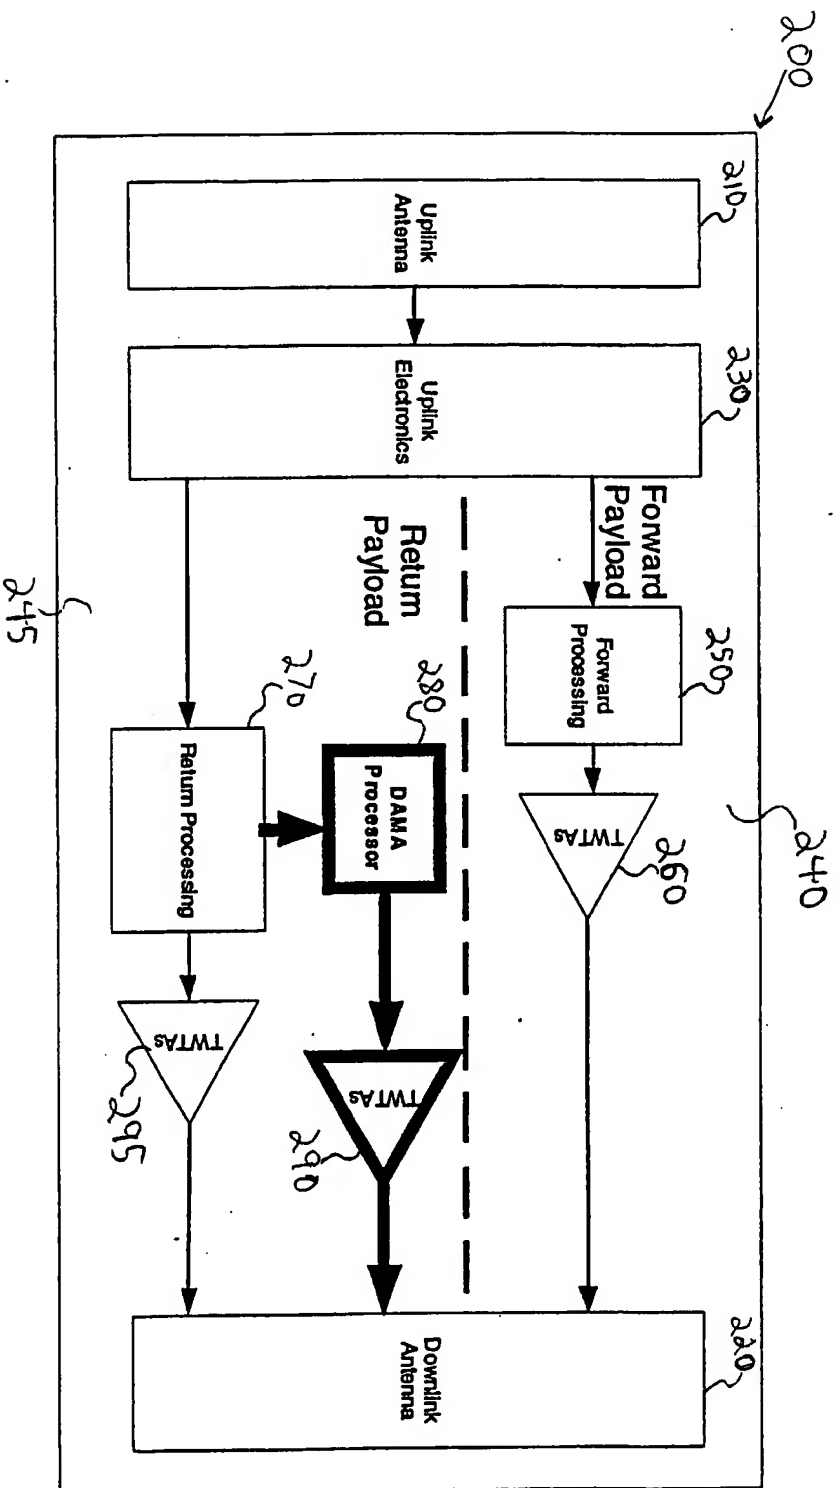 200
210
Uplink
Antenna
230
Uplink
Electronics
Forward
Payload
250
Forward
Processing
TWTAs
260
240
Return
Payload
280
DAMA
Processor
TWTAs
290
245
270
Return Processing
TWTAs
295
220
Downlink
Antenna